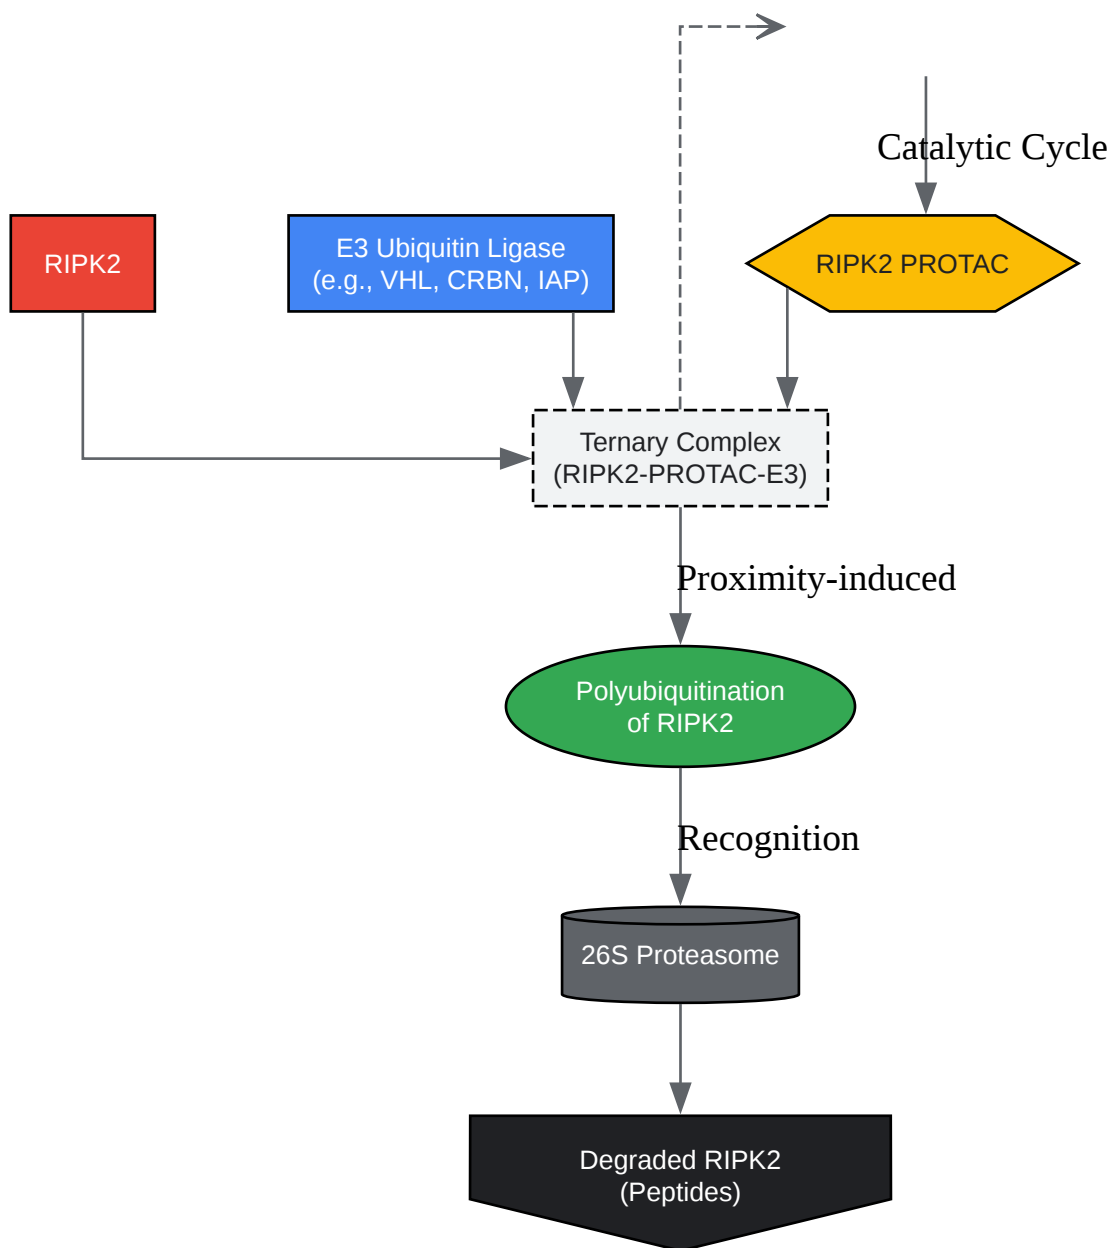 Catalytic Cycle
RIPK2
E3 Ubiquitin Ligase
(e.g., VHL, CRBN, IAP)
RIPK2 PROTAC
Ternary Complex
(RIPK2-PROTAC-E3)
Proximity-induced
Polyubiquitination
of RIPK2
Recognition
26S Proteasome
Degraded RIPK2
(Peptides)